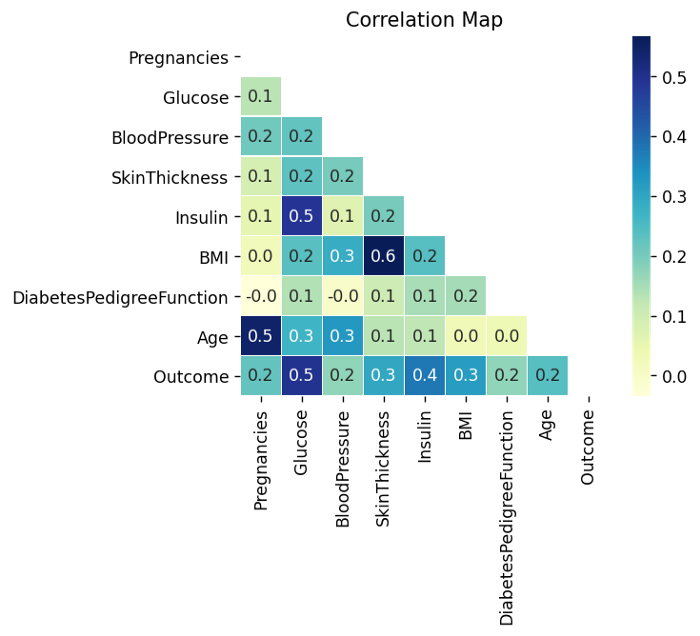 Correlation Map
Pregnancies
Glucose 0.1
BloodPressure 0.2 0.2
SkinThickness 0.1 0.2 0.2
Insulin 0.1 0.5 0.1 0.2
BMI 0.0 0.2 0.3 0.6 0.2
DiabetesPedigreeFunction -0.0 0.1 -0.0 0.1 0.1 0.2
Age 0.5 0.3 0.3 0.1 0.1 0.0 0.0
Outcome 0.2 0.5 0.2 0.3 0.4 0.3 0.2 0.2
Pregnancies
Glucose
BloodPressure
SkinThickness
Insulin
BMI
DiabetesPedigreeFunction
Age
Outcome
0.5
0.4
0.3
0.2
0.1
0.0